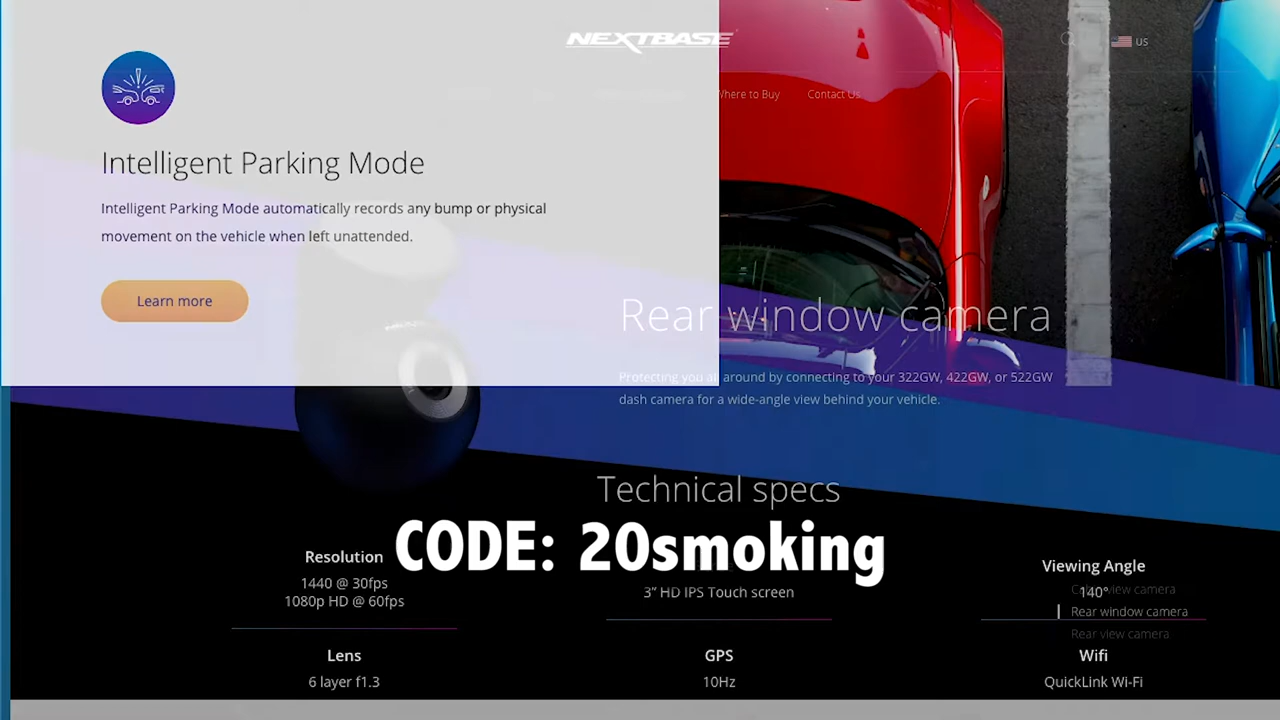 NEXTBASE
US
Where to Buy
Contact Us
Intelligent Parking Mode
Intelligent Parking Mode automatically records any bump or physical
movement on the vehicle when left unattended.
Learn more
Rear window camera
Protecting you all around by connecting to your 322GW, 422GW, or 522GW
dash camera for a wide-angle view behind your vehicle.
Technical specs
CODE: 20smoking
Resolution
1440 @ 30fps
1080p HD @ 60fps
3” HD IPS Touch screen
Viewing Angle
140°
view camera
Rear window camera
Rear view camera
Lens
6 layer f1.3
GPS
10Hz
Wifi
QuickLink Wi-Fi